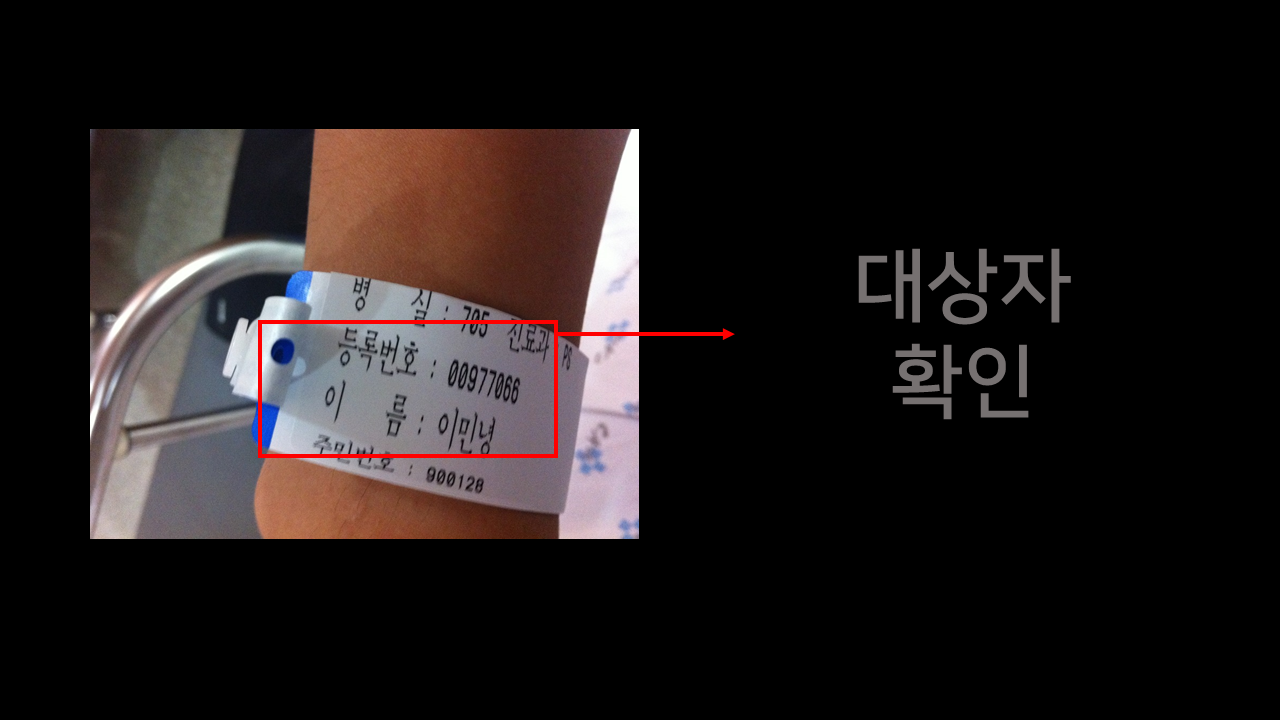 병 실 : 705 진료과 PS
등록번호 : 00977066
이 름 : 이민녕
주민번호 : 900128
대상자
확인